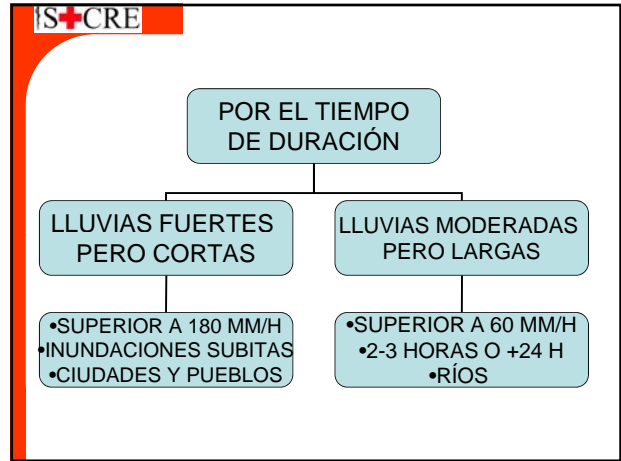 IS+CRE
POR EL TIEMPO
DE DURACIÓN
LLUVIAS FUERTES
PERO CORTAS
LLUVIAS MODERADAS
PERO LARGAS
•SUPERIOR A 180 MM/H
•INUNDACIONES SUBITAS
•CIUDADES Y PUEBLOS
•SUPERIOR A 60 MM/H
•2-3 HORAS O +24 H
•RÍOS